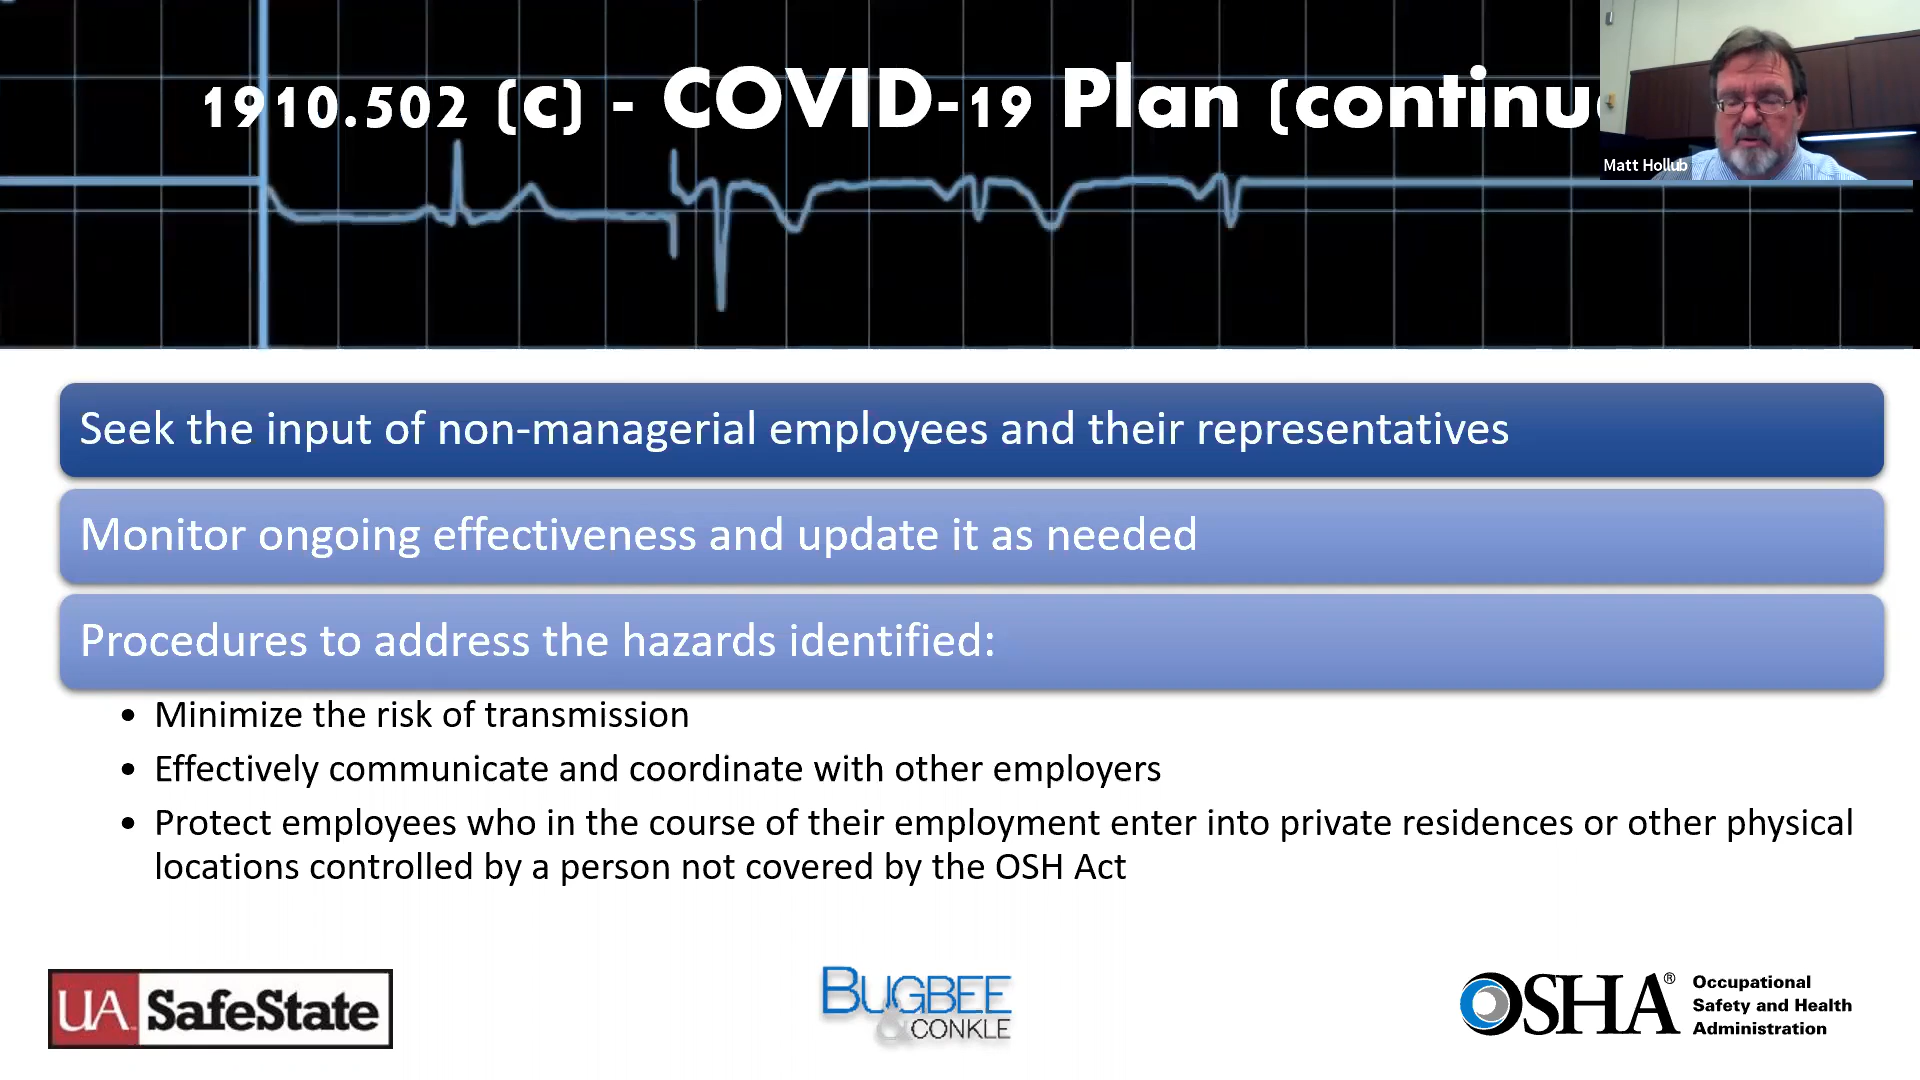 1910.502 (c) - COVID-19 Plan (continu
Matt Hollub
Seek the input of non-managerial employees and their representatives
Monitor ongoing effectiveness and update it as needed
Procedures to address the hazards identified:
• Minimize the risk of transmission
• Effectively communicate and coordinate with other employers
• Protect employees who in the course of their employment enter into private residences or other physical
locations controlled by a person not covered by the OSH Act
UA SafeState
BUGBEE
& CONKLE
OSHA®
Occupational
Safety and Health
Administration